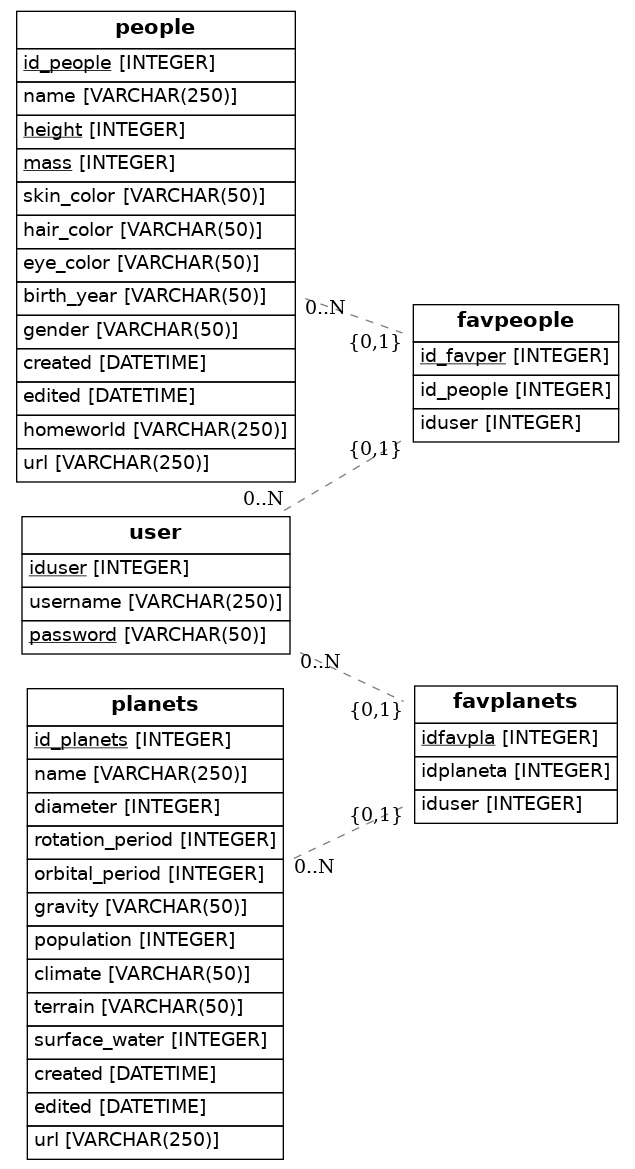 people
id_people [INTEGER]
name [VARCHAR(250)]
height [INTEGER]
mass [INTEGER]
skin_color [VARCHAR(50)]
hair_color [VARCHAR(50)]
eye_color [VARCHAR(50)]
birth_year [VARCHAR(50)]
gender [VARCHAR(50)]
created [DATETIME]
edited [DATETIME]
homeworld [VARCHAR(250)]
url [VARCHAR(250)]
0..N
{0,1}
favpeople
id_favper [INTEGER]
id_people [INTEGER]
iduser [INTEGER]
{0,1}
0..N
user
iduser [INTEGER]
username [VARCHAR(250)]
password [VARCHAR(50)]
0..N
{0,1}
favplanets
idfavpla [INTEGER]
idplaneta [INTEGER]
iduser [INTEGER]
{0,1}
0..N
planets
id_planets [INTEGER]
name [VARCHAR(250)]
diameter [INTEGER]
rotation_period [INTEGER]
orbital_period [INTEGER]
gravity [VARCHAR(50)]
population [INTEGER]
climate [VARCHAR(50)]
terrain [VARCHAR(50)]
surface_water [INTEGER]
created [DATETIME]
edited [DATETIME]
url [VARCHAR(250)]